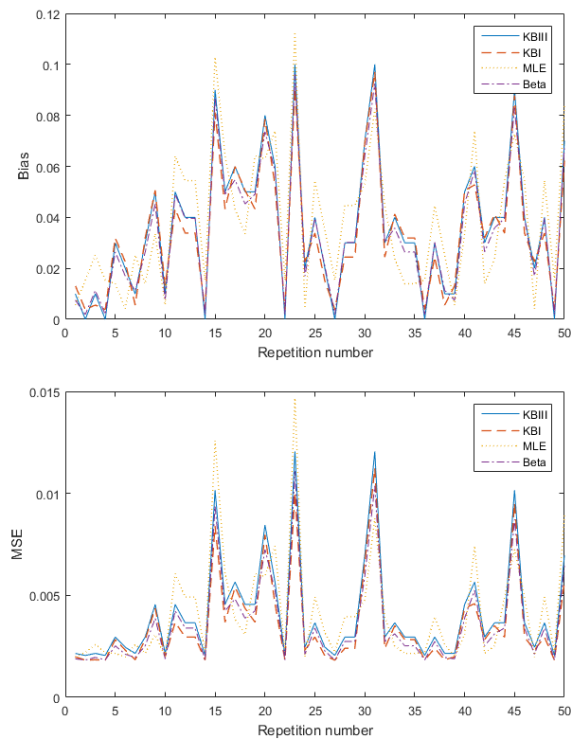 0.12
0.1
0.08
0.06
0.04
0.02
0
Bias
KBIII
KBI
MLE
Beta
0 5 10 15 20 25 30 35 40 45 50
Repetition number
0.015
0.01
0.005
0
MSE
KBIII
KBI
MLE
Beta
0 5 10 15 20 25 30 35 40 45 50
Repetition number